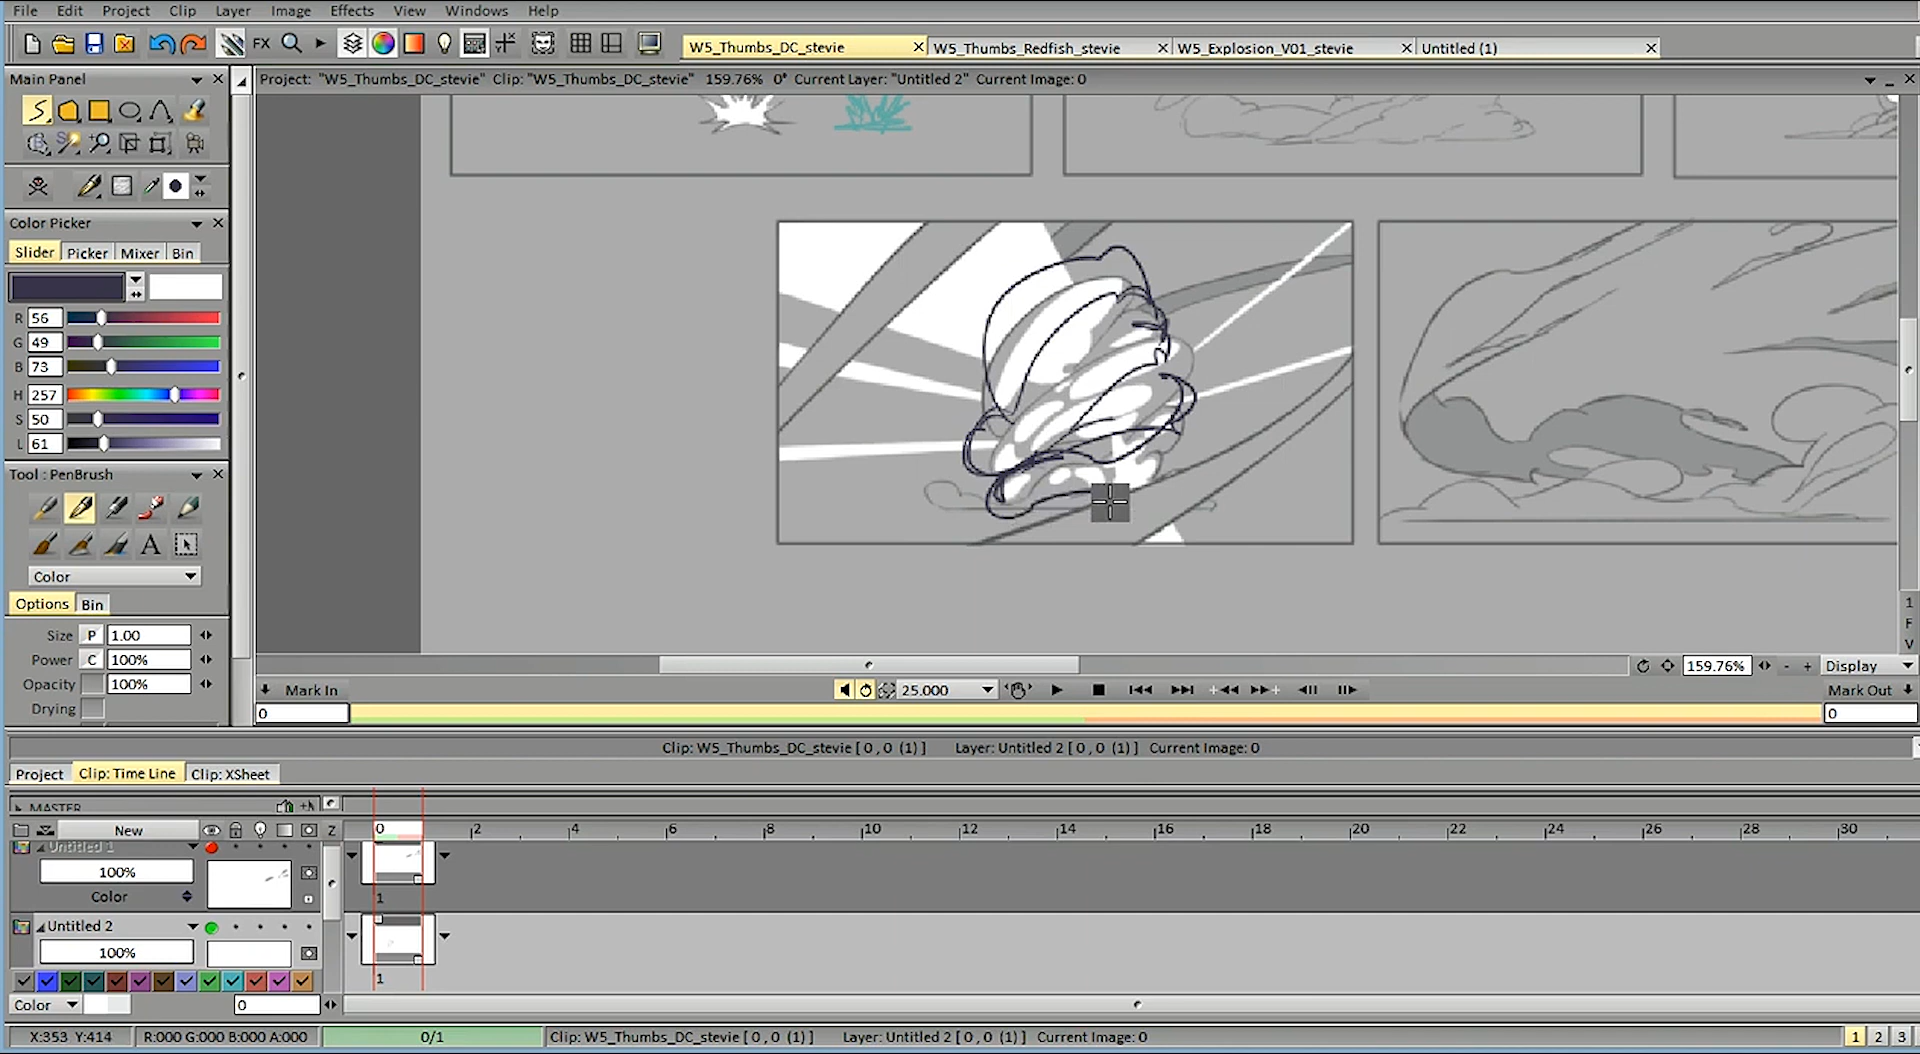 File Edit Project Clip Layer Image Effects View Windows Help
FX
W5_Thumbs_DC_stevie
W5_Thumbs_Redfish_stevie
W5_Explosion_V01_stevie
Untitled (1)
Main Panel
Project: "W5_Thumbs_DC_stevie" Clip: "W5_Thumbs_DC_stevie" 159.76% 0° Current Layer: "Untitled 2" Current Image: 0
Color Picker
Slider Picker Mixer Bin
R 56
G 49
B 73
H 257
S 50
L 61
Tool : PenBrush
A
Color
Options Bin
Size P 1.00
Power C 100%
Opacity 100%
Drying
1
F
V
159.76% - + Display
Mark In
25.000
Mark Out
0
0
Clip: W5_Thumbs_DC_stevie [ 0 , 0 (1) ] Layer: Untitled 2 [ 0 , 0 (1) ] Current Image: 0
Project Clip: Time Line Clip: XSheet
MASTER
New
Z
0 2 4 6 8 10 12 14 16 18 20 22 24 26 28 30
Untitled 1
100%
Color
1
Untitled 2
100%
1
Color
0
X:353 Y:414
R:000 G:000 B:000 A:000
0/1
Clip: W5_Thumbs_DC_stevie [ 0 , 0 (1) ] Layer: Untitled 2 [ 0 , 0 (1) ] Current Image: 0
1 2 3